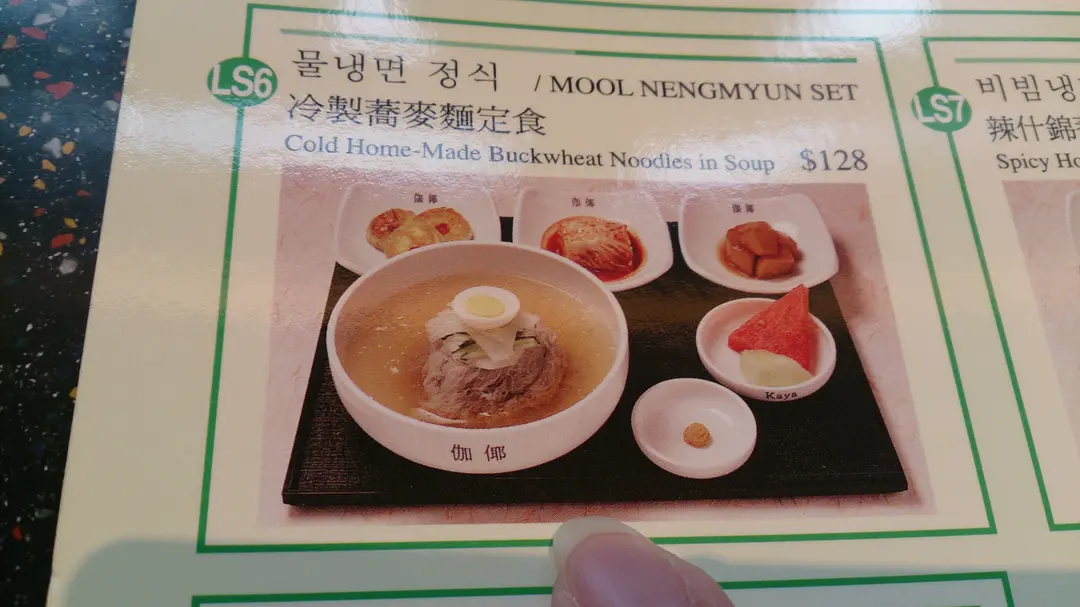 LS6
물냉면 정식 / MOOL NENGMYUN SET
冷製蕎麥麵定食
Cold Home-Made Buckwheat Noodles in Soup $128
伽倻
伽倻
伽倻
Kaya
伽倻
LS7
비빔냉
辣什錦
Spicy Ho